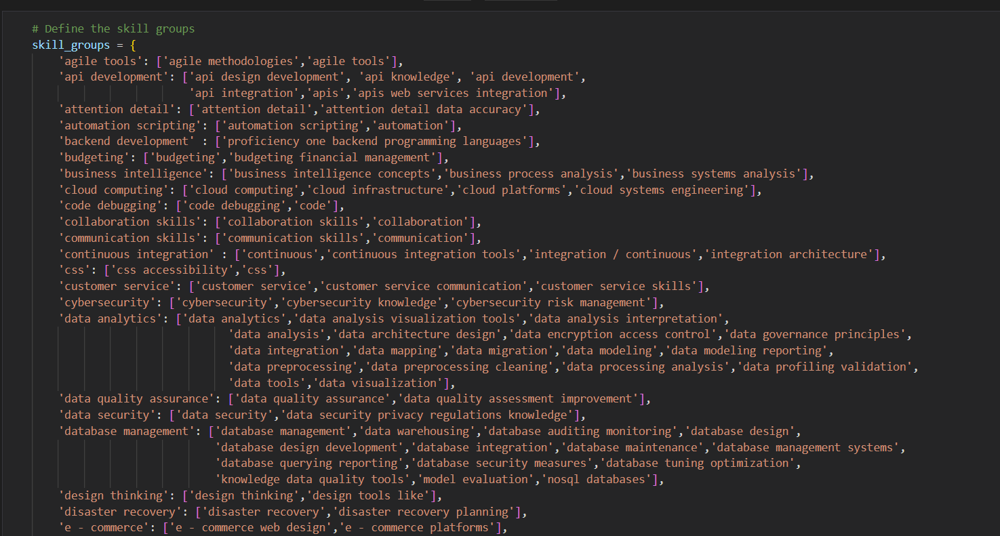 # Define the skill groups
skill_groups = {
'agile tools': ['agile methodologies','agile tools'],
'api development': ['api design development', 'api knowledge', 'api development',
'api integration','apis','apis web services integration'],
'attention detail': ['attention detail','attention detail data accuracy'],
'automation scripting': ['automation scripting','automation'],
'backend development' : ['proficiency one backend programming languages'],
'budgeting': ['budgeting','budgeting financial management'],
'business intelligence': ['business intelligence concepts','business process analysis','business systems analysis'],
'cloud computing': ['cloud computing','cloud infrastructure','cloud platforms','cloud systems engineering'],
'code debugging': ['code debugging','code'],
'collaboration skills': ['collaboration skills','collaboration'],
'communication skills': ['communication skills','communication'],
'continuous integration' : ['continuous','continuous integration tools','integration / continuous','integration architecture'],
'css': ['css accessibility','css'],
'customer service': ['customer service','customer service communication','customer service skills'],
'cybersecurity': ['cybersecurity','cybersecurity knowledge','cybersecurity risk management'],
'data analytics': ['data analytics','data analysis visualization tools','data analysis interpretation',
'data analysis','data architecture design','data encryption access control','data governance principles',
'data integration','data mapping','data migration','data modeling','data modeling reporting',
'data preprocessing','data preprocessing cleaning','data processing analysis','data profiling validation',
'data tools','data visualization'],
'data quality assurance': ['data quality assurance','data quality assessment improvement'],
'data security': ['data security','data security privacy regulations knowledge'],
'database management': ['database management','data warehousing','database auditing monitoring','database design',
'database design development','database integration','database maintenance','database management systems',
'database querying reporting','database security measures','database tuning optimization',
'knowledge data quality tools','model evaluation','nosql databases'],
'design thinking': ['design thinking','design tools like'],
'disaster recovery': ['disaster recovery','disaster recovery planning'],
'e - commerce': ['e - commerce web design','e - commerce platforms'],